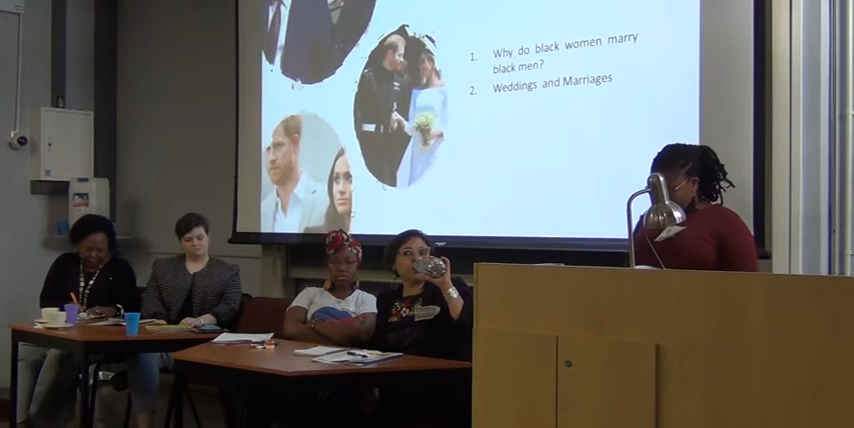 1. Why do black women marry
black men?
2. Weddings and Marriages